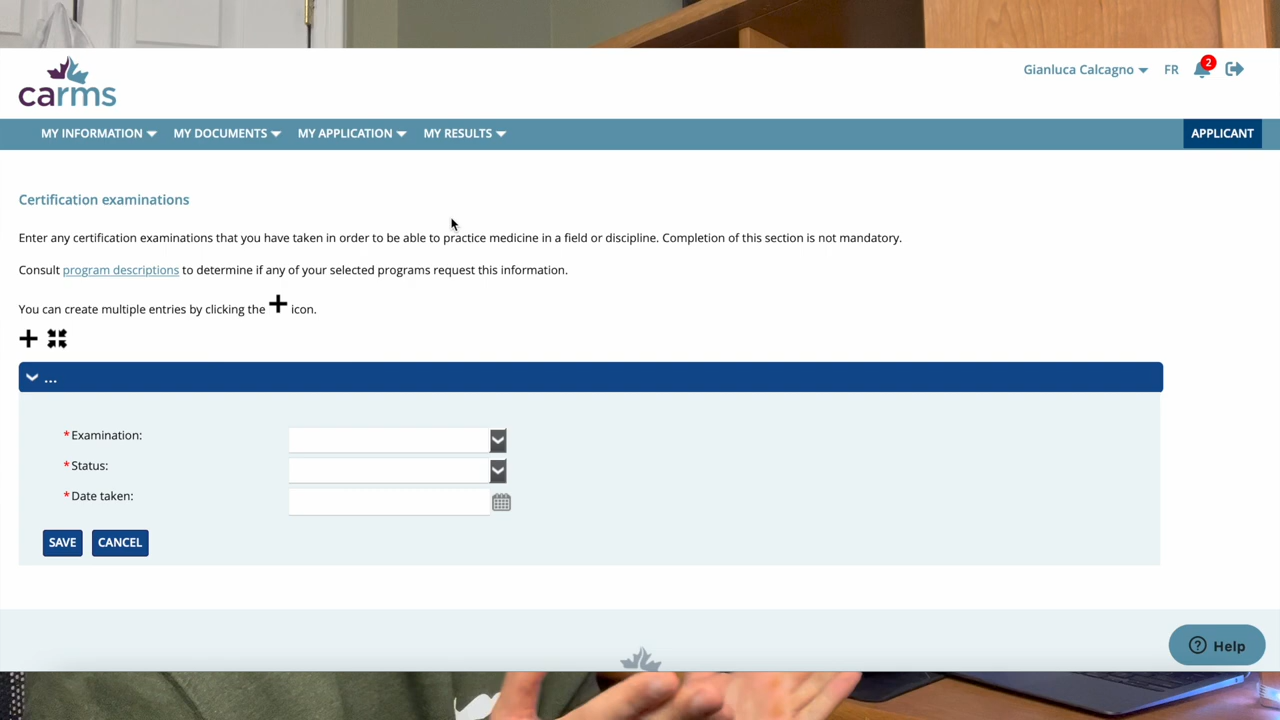 carms
Gianluca Calcagno FR 2
MY INFORMATION MY DOCUMENTS MY APPLICATION MY RESULTS APPLICANT
Certification examinations
Enter any certification examinations that you have taken in order to be able to practice medicine in a field or discipline. Completion of this section is not mandatory.
Consult program descriptions to determine if any of your selected programs request this information.
You can create multiple entries by clicking the + icon.
...
*Examination:
*Status:
*Date taken:
SAVE CANCEL
? Help